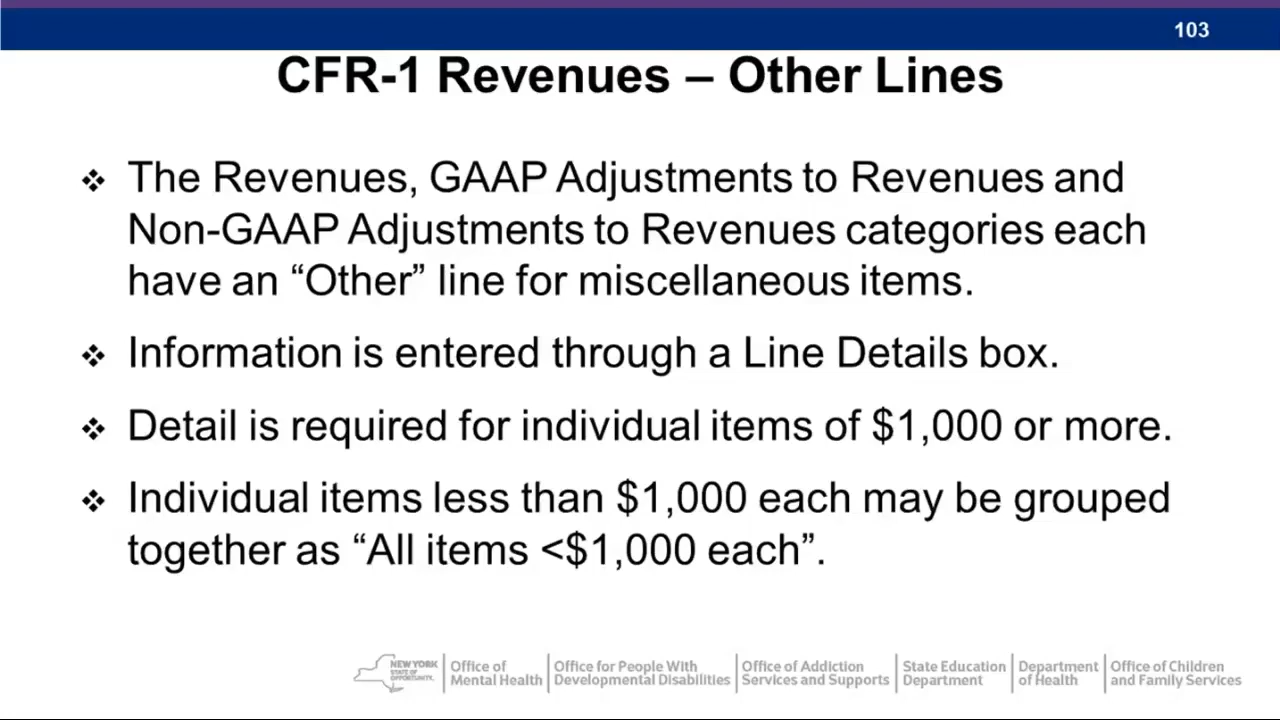 103
CFR-1 Revenues – Other Lines
❖ The Revenues, GAAP Adjustments to Revenues and
Non-GAAP Adjustments to Revenues categories each
have an “Other” line for miscellaneous items.
❖ Information is entered through a Line Details box.
❖ Detail is required for individual items of $1,000 or more.
❖ Individual items less than $1,000 each may be grouped
together as “All items <$1,000 each”.
NEW YORK
STATE OF
OPPORTUNITY.
Office of
Mental Health
Office for People With
Developmental Disabilities
Office of Addiction
Services and Supports
State Education
Department
Department
of Health
Office of Children
and Family Services